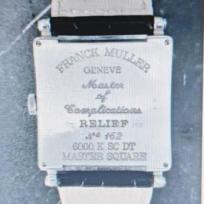 FRANCK MULLER
GENEVE
Master
of
Complications
RELIEF
No 162
6000 K SC DT
MASTER SQUARE